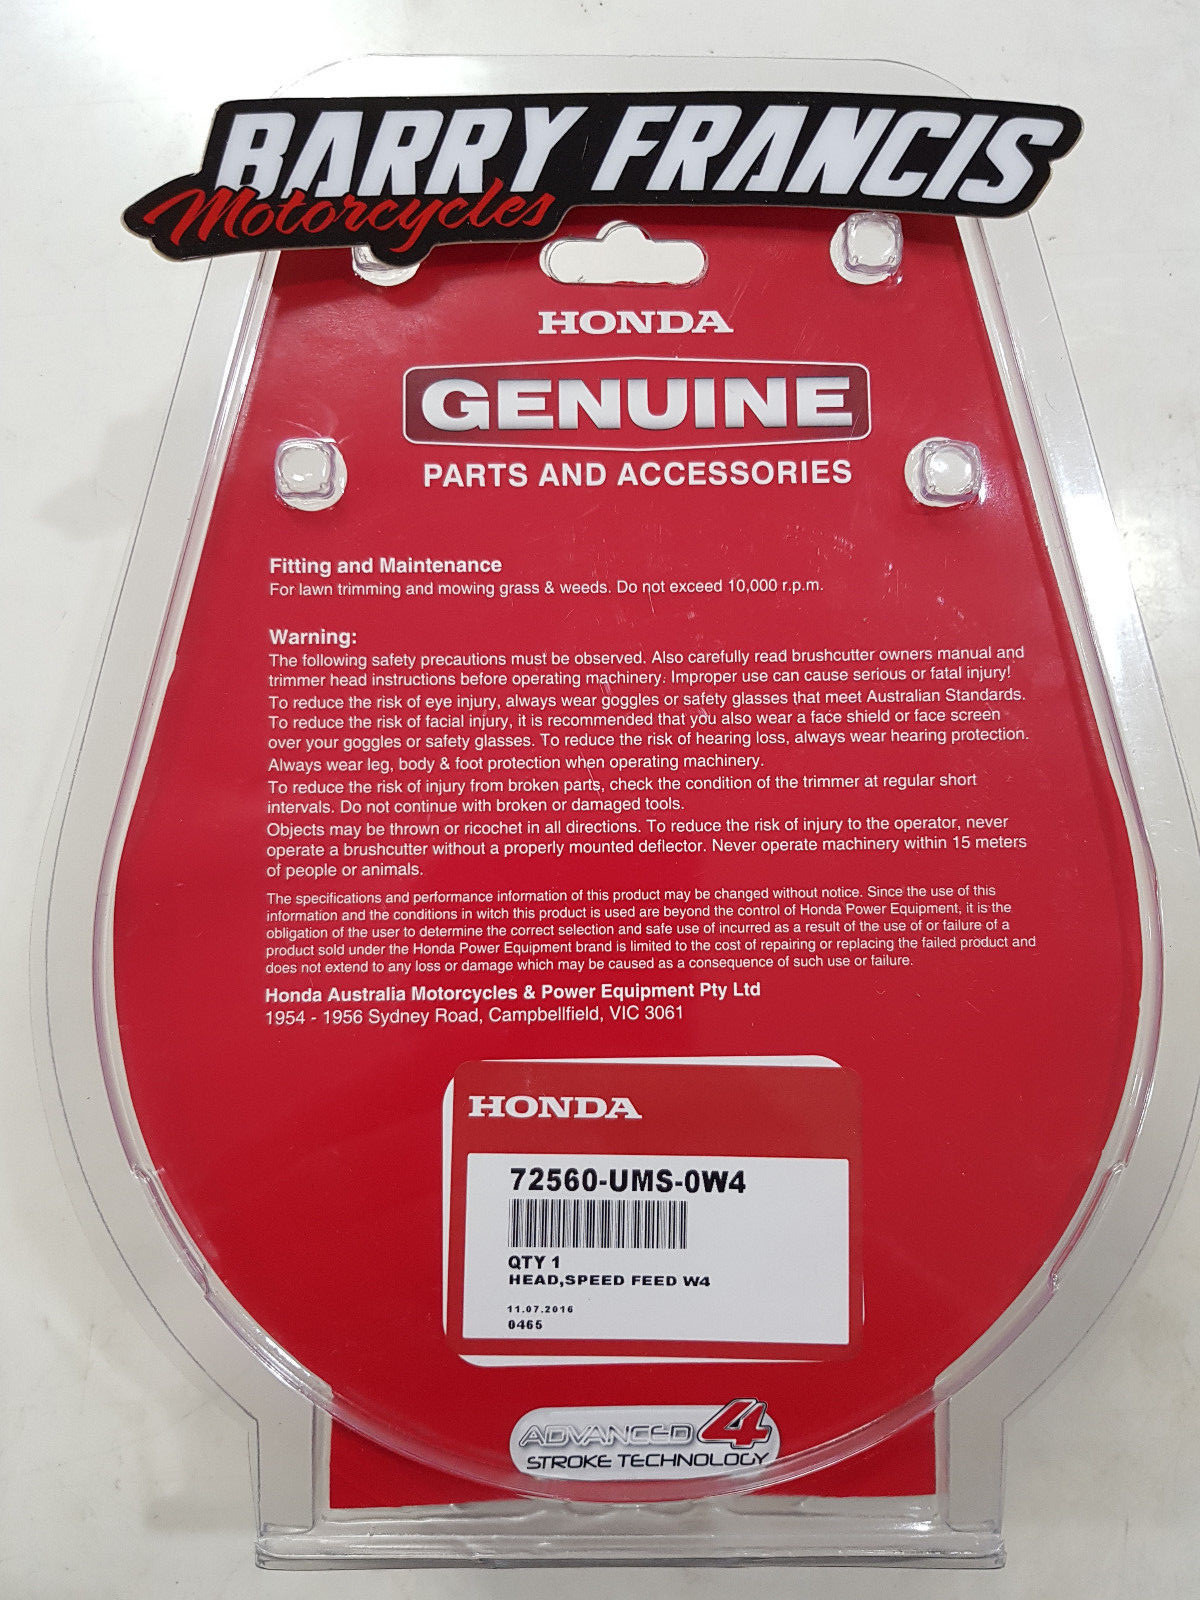 BARRY FRANCIS
Motorcycles
HONDA
GENUINE
PARTS AND ACCESSORIES
Fitting and Maintenance
For lawn trimming and mowing grass & weeds. Do not exceed 10,000 r.p.m.
Warning:
The following safety precautions must be observed. Also carefully read brushcutter owners manual and
trimmer head instructions before operating machinery. Improper use can cause serious or fatal injury!
To reduce the risk of eye injury, always wear goggles or safety glasses that meet Australian Standards.
To reduce the risk of facial injury, it is recommended that you also wear a face shield or face screen
over your goggles or safety glasses. To reduce the risk of hearing loss, always wear hearing protection.
Always wear leg, body & foot protection when operating machinery.
To reduce the risk of injury from broken parts, check the condition of the trimmer at regular short
intervals. Do not continue with broken or damaged tools.
Objects may be thrown or ricochet in all directions. To reduce the risk of injury to the operator, never
operate a brushcutter without a properly mounted deflector. Never operate machinery within 15 meters
of people or animals.
The specifications and performance information of this product may be changed without notice. Since the use of this
information and the conditions in witch this product is used are beyond the control of Honda Power Equipment, it is the
obligation of the user to determine the correct selection and safe use of incurred as a result of the use of or failure of a
product sold under the Honda Power Equipment brand is limited to the cost of repairing or replacing the failed product and
does not extend to any loss or damage which may be caused as a consequence of such use or failure.
Honda Australia Motorcycles & Power Equipment Pty Ltd
1954 - 1956 Sydney Road, Campbellfield, VIC 3061
HONDA
72560-UMS-0W4
QTY 1
HEAD,SPEED FEED W4
11.07.2016
0465
ADVANCED 4
STROKE TECHNOLOGY